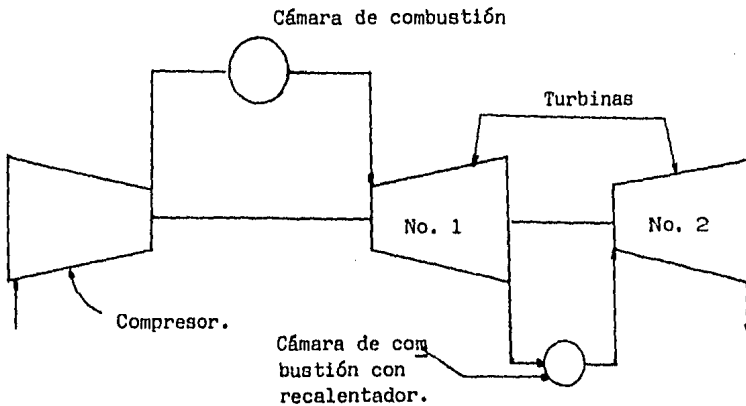 Cámara de combustión
Turbinas
No. 1
No. 2
Compresor.
Cámara de com
bustión con
recalentador.